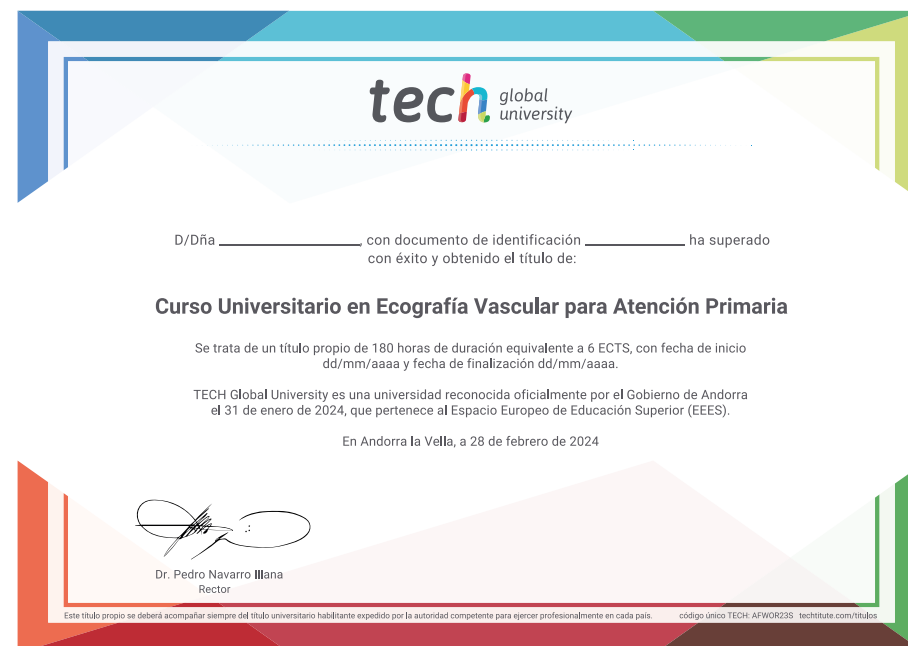 tech global university
D/Dña ______________________, con documento de identificación ______________ ha superado
con éxito y obtenido el título de:
Curso Universitario en Ecografía Vascular para Atención Primaria
Se trata de un título propio de 180 horas de duración equivalente a 6 ECTS, con fecha de inicio
dd/mm/aaaa y fecha de finalización dd/mm/aaaa.
TECH Global University es una universidad reconocida oficialmente por el Gobierno de Andorra
el 31 de enero de 2024, que pertenece al Espacio Europeo de Educación Superior (EEES).
En Andorra la Vella, a 28 de febrero de 2024
Dr. Pedro Navarro Illana
Rector
Este título propio se deberá acompañar siempre del título universitario habilitante expedido por la autoridad competente para ejercer profesionalmente en cada país. código único TECH: AFWOR23S techtitute.com/títulos